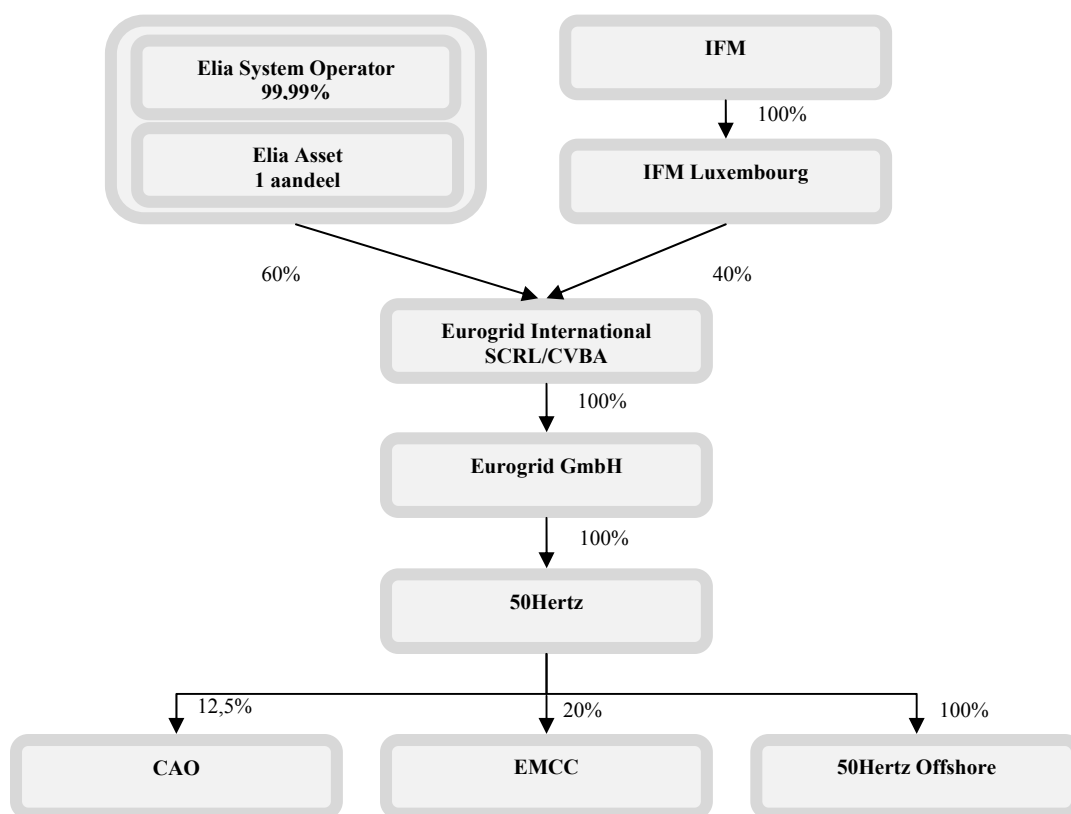 Elia System Operator
99,99%
Elia Asset
1 aandeel
IFM
100%
IFM Luxembourg
60%
40%
Eurogrid International
SCRL/CVBA
100%
Eurogrid GmbH
100%
50Hertz
12,5%
20%
100%
CAO
EMCC
50Hertz Offshore